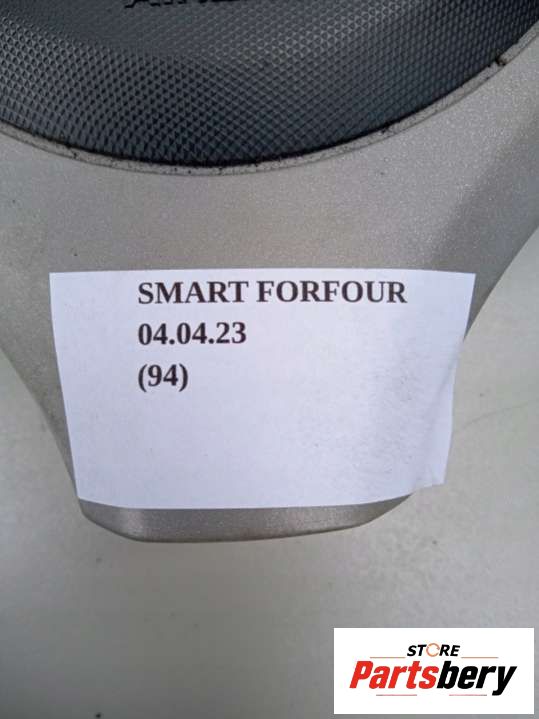 SMART FORFOUR
04.04.23
(94)
STORE
Partsbery